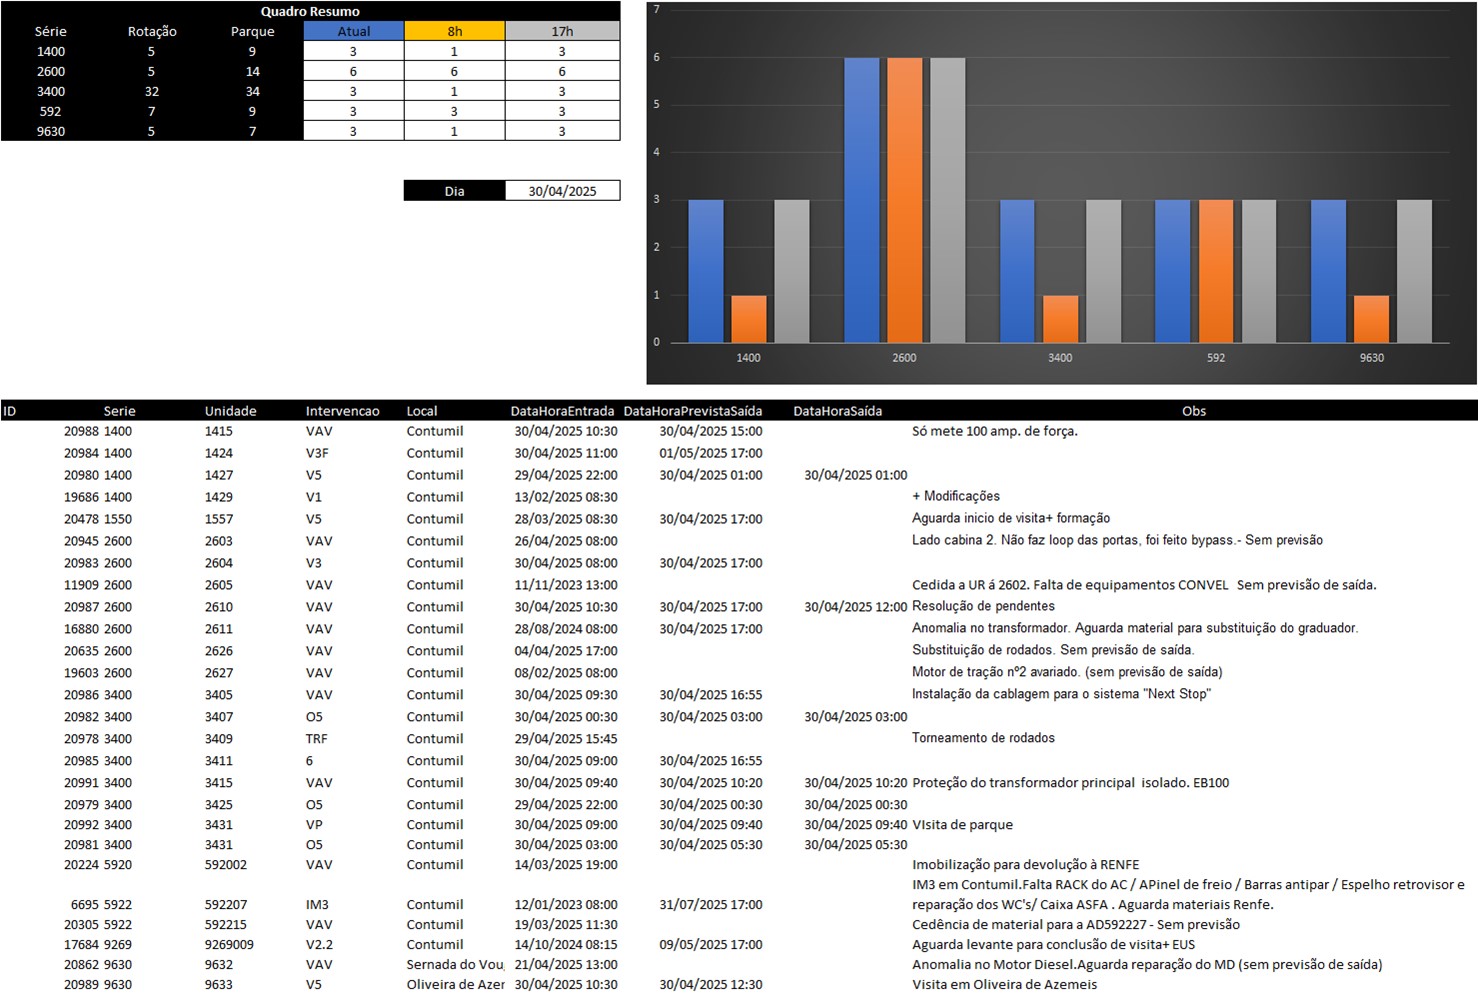 Quadro Resumo
Série Rotação Parque Atual 8h 17h
1400 5 9 3 1 3
2600 5 14 6 6 6
3400 32 34 3 1 3
592 7 9 3 3 3
9630 5 7 3 1 3
Dia 30/04/2025
7
6
5
4
3
2
1
0
1400 2600 3400 592 9630
ID Serie Unidade Intervencao Local DataHoraEntrada DataHoraPrevistaSaída DataHoraSaída Obs
20988 1400 1415 VAV Contumil 30/04/2025 10:30 30/04/2025 15:00 Só mete 100 amp. de força.
20984 1400 1424 V3F Contumil 30/04/2025 11:00 01/05/2025 17:00
20980 1400 1427 V5 Contumil 29/04/2025 22:00 30/04/2025 01:00 30/04/2025 01:00
19686 1400 1429 V1 Contumil 13/02/2025 08:30 + Modificações
20478 1550 1557 V5 Contumil 28/03/2025 08:30 30/04/2025 17:00 Aguarda inicio de visita+ formação
20945 2600 2603 VAV Contumil 26/04/2025 08:00 Lado cabina 2. Não faz loop das portas, foi feito bypass.- Sem previsão
20983 2600 2604 V3 Contumil 30/04/2025 08:00 30/04/2025 17:00
11909 2600 2605 VAV Contumil 11/11/2023 13:00 Cedida a UR á 2602. Falta de equipamentos CONVEL Sem previsão de saída.
20987 2600 2610 VAV Contumil 30/04/2025 10:30 30/04/2025 17:00 30/04/2025 12:00 Resolução de pendentes
16880 2600 2611 VAV Contumil 28/08/2024 08:00 30/04/2025 17:00 Anomalia no transformador. Aguarda material para substituição do graduador.
20635 2600 2626 VAV Contumil 04/04/2025 17:00 Substituição de rodados. Sem previsão de saída.
19603 2600 2627 VAV Contumil 08/02/2025 08:00 Motor de tração nº2 avariado. (sem previsão de saída)
20986 3400 3405 VAV Contumil 30/04/2025 09:30 30/04/2025 16:55 Instalação da cablagem para o sistema "Next Stop"
20982 3400 3407 O5 Contumil 30/04/2025 00:30 30/04/2025 03:00 30/04/2025 03:00
20978 3400 3409 TRF Contumil 29/04/2025 15:45 Torneamento de rodados
20985 3400 3411 6 Contumil 30/04/2025 09:00 30/04/2025 16:55
20991 3400 3415 VAV Contumil 30/04/2025 09:40 30/04/2025 10:20 30/04/2025 10:20 Proteção do transformador principal isolado. EB100
20979 3400 3425 O5 Contumil 29/04/2025 22:00 30/04/2025 00:30 30/04/2025 00:30
20992 3400 3431 VP Contumil 30/04/2025 09:00 30/04/2025 09:40 30/04/2025 09:40 VIsita de parque
20981 3400 3431 O5 Contumil 30/04/2025 03:00 30/04/2025 05:30 30/04/2025 05:30
20224 5920 592002 VAV Contumil 14/03/2025 19:00 Imobilização para devolução à RENFE
IM3 em Contumil.Falta RACK do AC / APinel de freio / Barras antipar / Espelho retrovisor e
6695 5922 592207 IM3 Contumil 12/01/2023 08:00 31/07/2025 17:00 reparação dos WC's/ Caixa ASFA . Aguarda materiais Renfe.
20305 5922 592215 VAV Contumil 19/03/2025 11:30 Cedência de material para a AD592227 - Sem previsão
17684 9269 9269009 V2.2 Contumil 14/10/2024 08:15 09/05/2025 17:00 Aguarda levante para conclusão de visita+ EUS
20862 9630 9632 VAV Sernada do Vou 21/04/2025 13:00 Anomalia no Motor Diesel.Aguarda reparação do MD (sem previsão de saída)
20989 9630 9633 V5 Oliveira de Azer 30/04/2025 10:30 30/04/2025 12:30 Visita em Oliveira de Azemeis